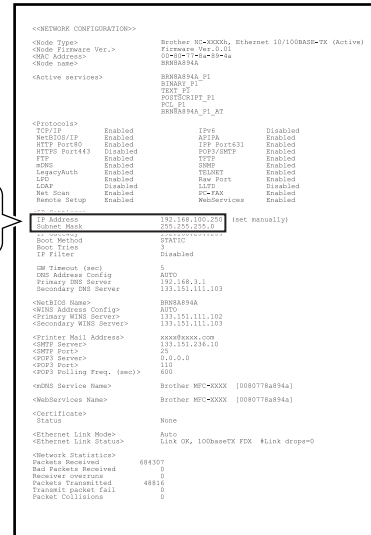 <<NETWORK CONFIGURATION>>
<Node Type> Brother NC-XXXXh, Ethernet 10/100BASE-TX (Active)
<Node Firmware Ver.> Firmware Ver.0.01
<MAC Address> 00-80-77-8a-89-4a
<Node name> BRN8A894A
<Active services> BRN8A894A_P1
BINARY_P1
TEXT_P1
POSTSCRIPT_P1
PCL_P1
BRN8A894A_P1_AT
<Protocols>
TCP/IP Enabled IPv6 Disabled
NetBIOS/IP Enabled APIPA Enabled
HTTP Port80 Enabled IPP Port631 Enabled
HTTPS Port443 Disabled POP3/SMTP Enabled
FTP Enabled TFTP Enabled
mDNS Enabled SNMP Enabled
LegacyAuth Enabled TELNET Enabled
LPD Enabled Raw Port Enabled
LDAP Disabled LLTD Disabled
Net Scan Enabled PC-FAX Enabled
Remote Setup Enabled WebServices Enabled
IP Address 192.168.100.250 (set manually)
Subnet Mask 255.255.255.0
Boot Method STATIC
Boot Tries 3
IP Filter Disabled
GW Timeout (sec) 5
DNS Address Config AUTO
Primary DNS Server 192.168.3.1
Secondary DNS Server 133.151.111.103
<NetBIOS Name> BRN8A894A
<WINS Address Config> AUTO
<Primary WINS Server> 133.151.111.102
<Secondary WINS Server> 133.151.111.103
<Printer Mail Address> xxxx@xxxx.com
<SMTP Server> 133.151.236.10
<SMTP Port> 25
<POP3 Server> 0.0.0.0
<POP3 Port> 110
<POP3 Polling Freq. (sec)> 600
<mDNS Service Name> Brother MFC-XXXX [0080778a894a]
<WebServices Name> Brother MFC-XXXX [0080778a894a]
<Certificate>
Status None
<Ethernet Link Mode> Auto
<Ethernet Link Status> Link OK, 100baseTX FDX #Link drops=0
<Network Statistics>
Packets Received 684307
Bad Packets Received 0
Receiver overruns 0
Packets Transmitted 48816
Transmit packet fail 0
Packet Collisions 0